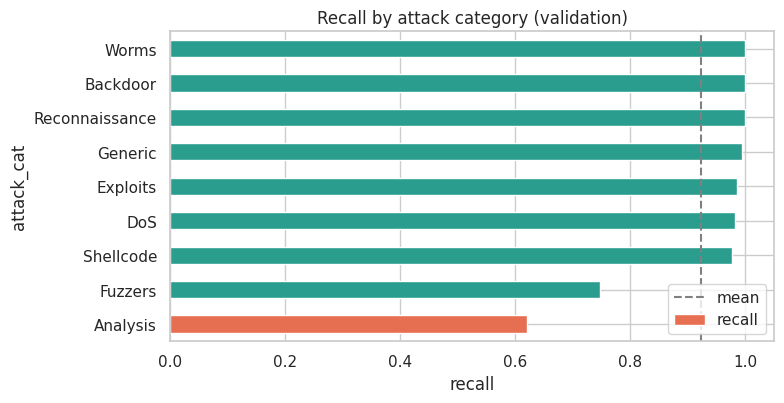 Recall by attack category (validation)
attack_cat
Worms
Backdoor
Reconnaissance
Generic
Exploits
DoS
Shellcode
Fuzzers
Analysis
mean
recall
0.0 0.2 0.4 0.6 0.8 1.0
recall